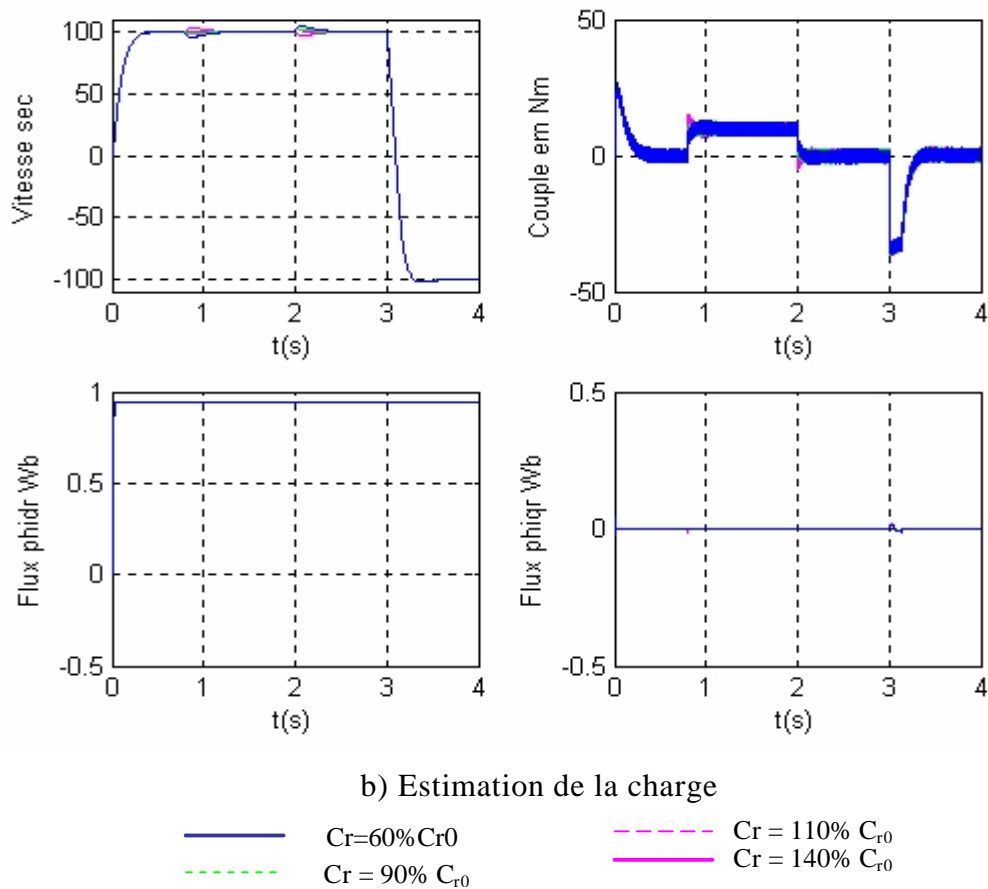 100
50
0
-50
-100
Vitesse sec
0 1 2 3 4
t(s)
50
0
-50
Couple em Nm
0 1 2 3 4
t(s)
1
0.5
0
-0.5
Flux phidr Wb
0 1 2 3 4
t(s)
0.5
0
-0.5
Flux phiqr Wb
0 1 2 3 4
t(s)
b) Estimation de la charge
Cr=60%Cr0
Cr = 90% Cr0
Cr = 110% Cr0
Cr = 140% Cr0